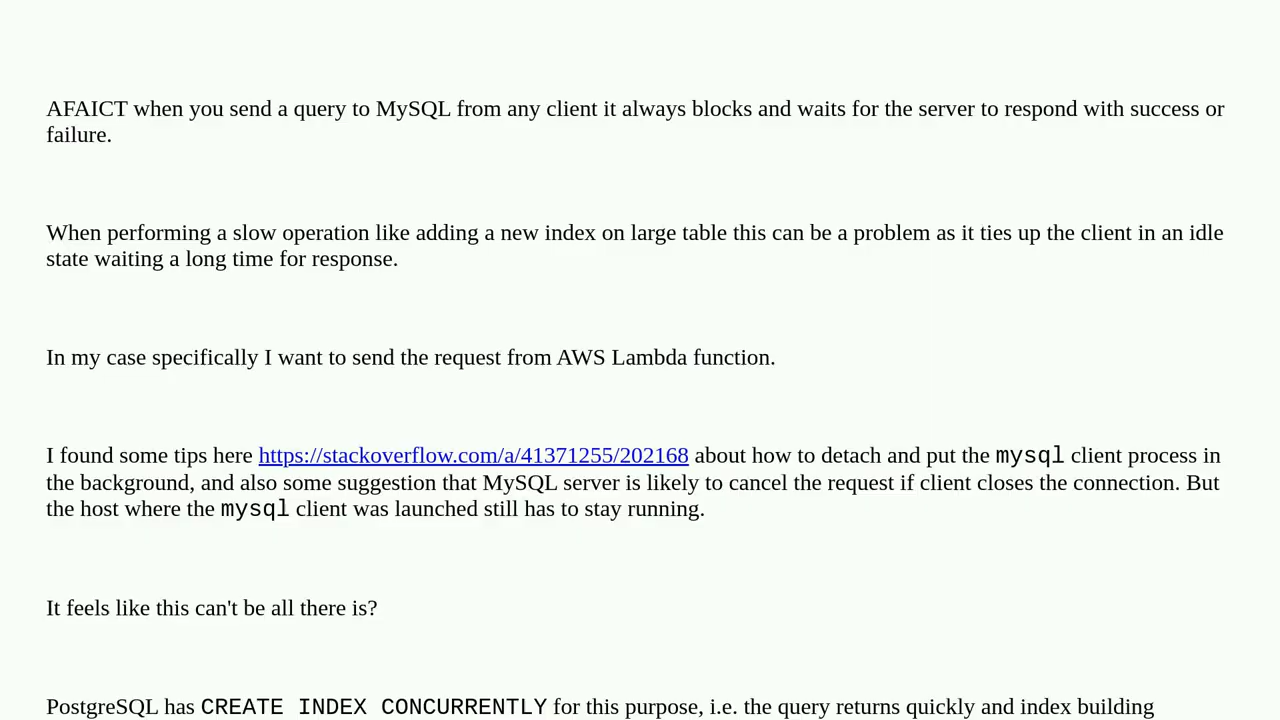 AFAICT when you send a query to MySQL from any client it always blocks and waits for the server to respond with success or
failure.
When performing a slow operation like adding a new index on large table this can be a problem as it ties up the client in an idle
state waiting a long time for response.
In my case specifically I want to send the request from AWS Lambda function.
I found some tips here https://stackoverflow.com/a/41371255/202168 about how to detach and put the mysql client process in
the background, and also some suggestion that MySQL server is likely to cancel the request if client closes the connection. But
the host where the mysql client was launched still has to stay running.
It feels like this can't be all there is?
PostgreSQL has CREATE INDEX CONCURRENTLY for this purpose, i.e. the query returns quickly and index building